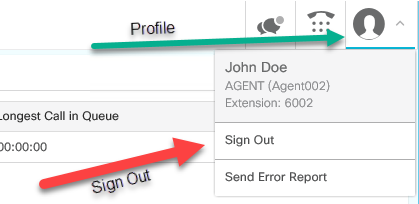 Profile
John Doe
AGENT (Agent002)
Extension: 6002
Longest Call in Queue
Sign Out
00:00:00
Sign Out
Send Error Report